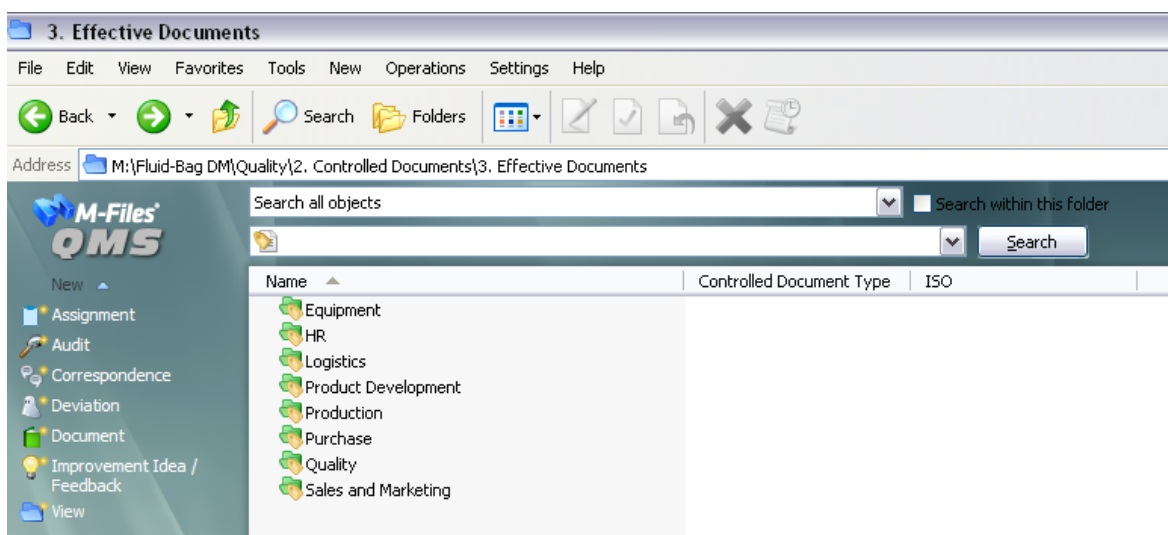 3. Effective Documents
File Edit View Favorites Tools New Operations Settings Help
Back Search Folders
Address M:\Fluid-Bag DM\Quality\2. Controlled Documents\3. Effective Documents
M-Files®
QMS
Search all objects Search within this folder
Search
New
Assignment
Audit
Correspondence
Deviation
Document
Improvement Idea /
Feedback
View
Name Controlled Document Type ISO
Equipment
HR
Logistics
Product Development
Production
Purchase
Quality
Sales and Marketing